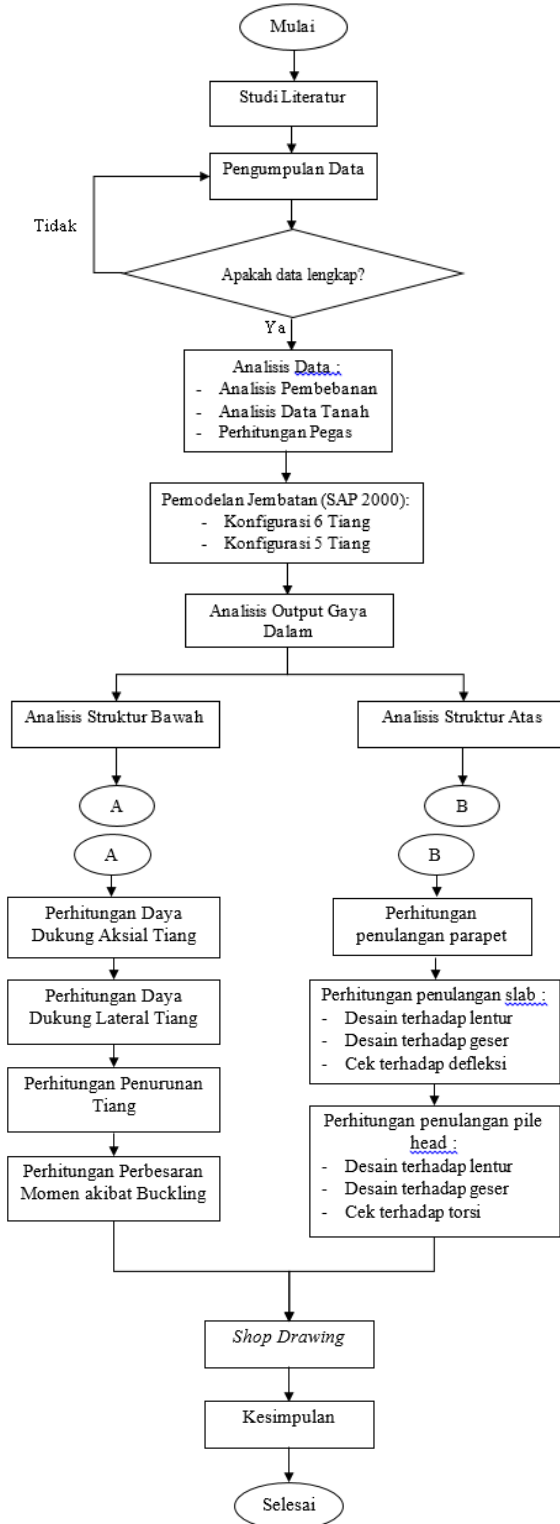 Mulai
Studi Literatur
Pengumpulan Data
Tidak
Apakah data lengkap?
Ya
Analisis Data :
- Analisis Pembebanan
- Analisis Data Tanah
- Perhitungan Pegas
Pemodelan Jembatan (SAP 2000):
- Konfigurasi 6 Tiang
- Konfigurasi 5 Tiang
Analisis Output Gaya
Dalam
Analisis Struktur Bawah
Analisis Struktur Atas
A
B
A
B
Perhitungan Daya
Dukung Aksial Tiang
Perhitungan Daya
Dukung Lateral Tiang
Perhitungan Penurunan
Tiang
Perhitungan Perbesaran
Momen akibat Buckling
Perhitungan
penulangan parapet
Perhitungan penulangan slab :
- Desain terhadap lentur
- Desain terhadap geser
- Cek terhadap defleksi
Perhitungan penulangan pile
head :
- Desain terhadap lentur
- Desain terhadap geser
- Cek terhadap torsi
Shop Drawing
Kesimpulan
Selesai